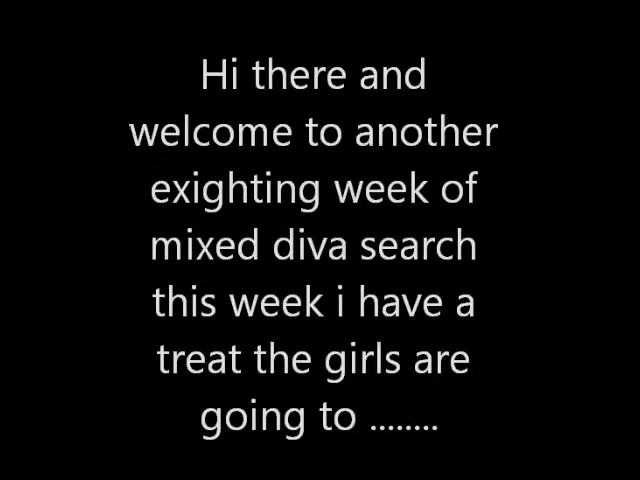 Hi there and
welcome to another
exighting week of
mixed diva search
this week i have a
treat the girls are
going to ........